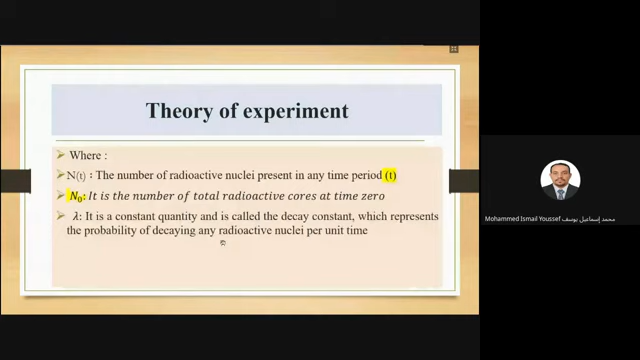 Theory of experiment
Where :
N(t) : The number of radioactive nuclei present in any time period (t)
N₀: It is the number of total radioactive cores at time zero
λ: It is a constant quantity and is called the decay constant, which represents
the probability of decaying any radioactive nuclei per unit time
Mohammed Ismail Youssef محمد إسماعيل يوسف